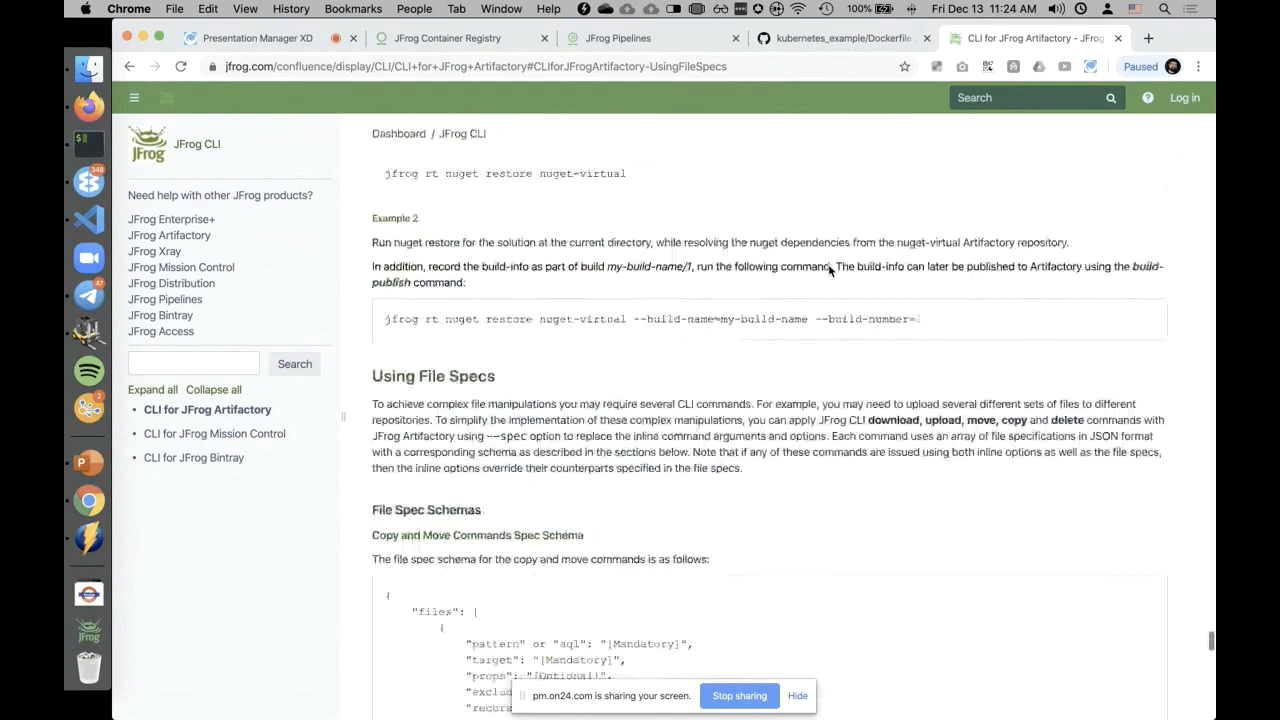 Chrome File Edit View History Bookmarks People Tab Window Help 100% Fri Dec 13 11:24 AM
Presentation Manager XD
JFrog Container Registry
JFrog Pipelines
kubernetes_example/Dockerfile
CLI for JFrog Artifactory - JFrog
jfrog.com/confluence/display/CLI/CLI+for+JFrog+Artifactory#CLIforJFrogArtifactory-UsingFileSpecs
Paused
Search
Log in
JFrog
JFrog CLI
Need help with other JFrog products?
JFrog Enterprise+
JFrog Artifactory
JFrog Xray
JFrog Mission Control
JFrog Distribution
JFrog Pipelines
JFrog Bintray
JFrog Access
Search
Expand all Collapse all
• CLI for JFrog Artifactory
• CLI for JFrog Mission Control
• CLI for JFrog Bintray
348
47
2
JFrog
Dashboard / JFrog CLI
jfrog rt nuget restore nuget-virtual
Example 2
Run nuget restore for the solution at the current directory, while resolving the nuget dependencies from the nuget-virtual Artifactory repository.
In addition, record the build-info as part of build my-build-name/1, run the following command. The build-info can later be published to Artifactory using the build-
publish command:
jfrog rt nuget restore nuget-virtual --build-name=my-build-name --build-number=
Using File Specs
To achieve complex file manipulations you may require several CLI commands. For example, you may need to upload several different sets of files to different
repositories. To simplify the implementation of these complex manipulations, you can apply JFrog CLI download, upload, move, copy and delete commands with
JFrog Artifactory using --spec option to replace the inline command arguments and options. Each command uses an array of file specifications in JSON format
with a corresponding schema as described in the sections below. Note that if any of these commands are issued using both inline options as well as the file specs,
then the inline options override their counterparts specified in the file specs.
File Spec Schemas
Copy and Move Commands Spec Schema
The file spec schema for the copy and move commands is as follows:
{
"files": [
{
"pattern" or "aql": "[Mandatory]",
"target": "[Mandatory]",
"props": "[Optional]",
"exclu
"recurs
pm.on24.com is sharing your screen.
Stop sharing
Hide